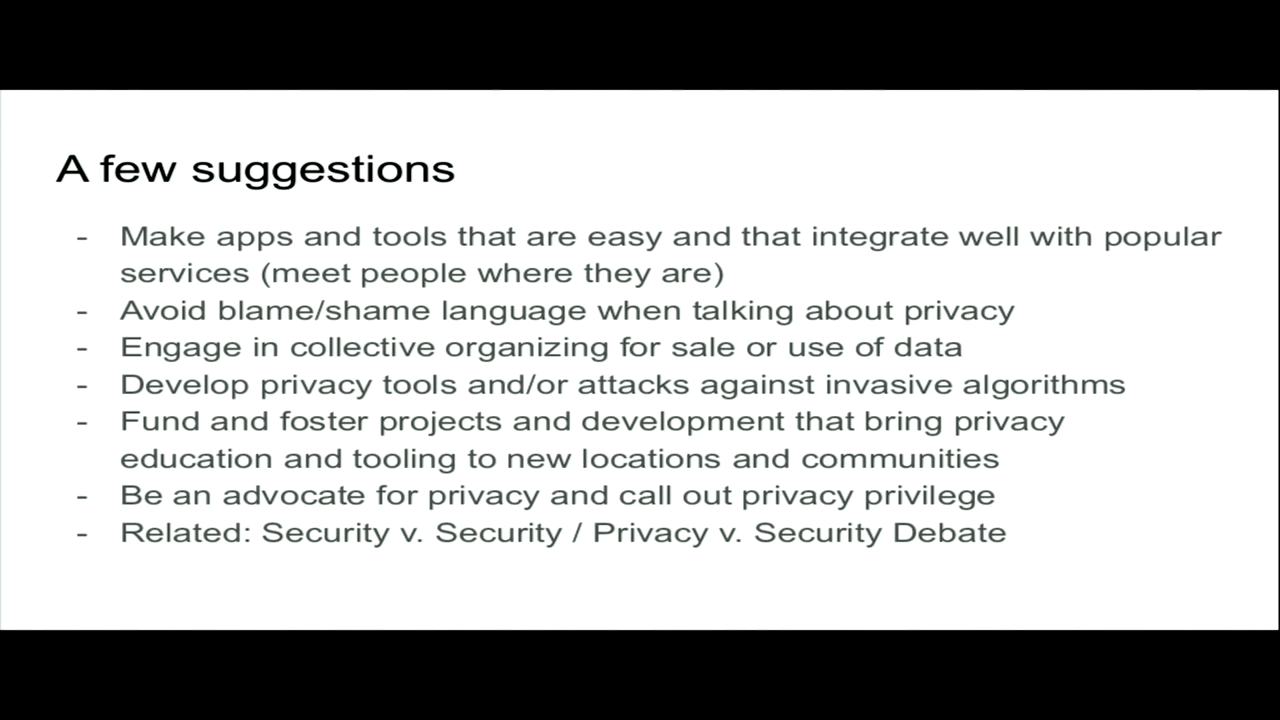 A few suggestions
- Make apps and tools that are easy and that integrate well with popular
services (meet people where they are)
- Avoid blame/shame language when talking about privacy
- Engage in collective organizing for sale or use of data
- Develop privacy tools and/or attacks against invasive algorithms
- Fund and foster projects and development that bring privacy
education and tooling to new locations and communities
- Be an advocate for privacy and call out privacy privilege
- Related: Security v. Security / Privacy v. Security Debate